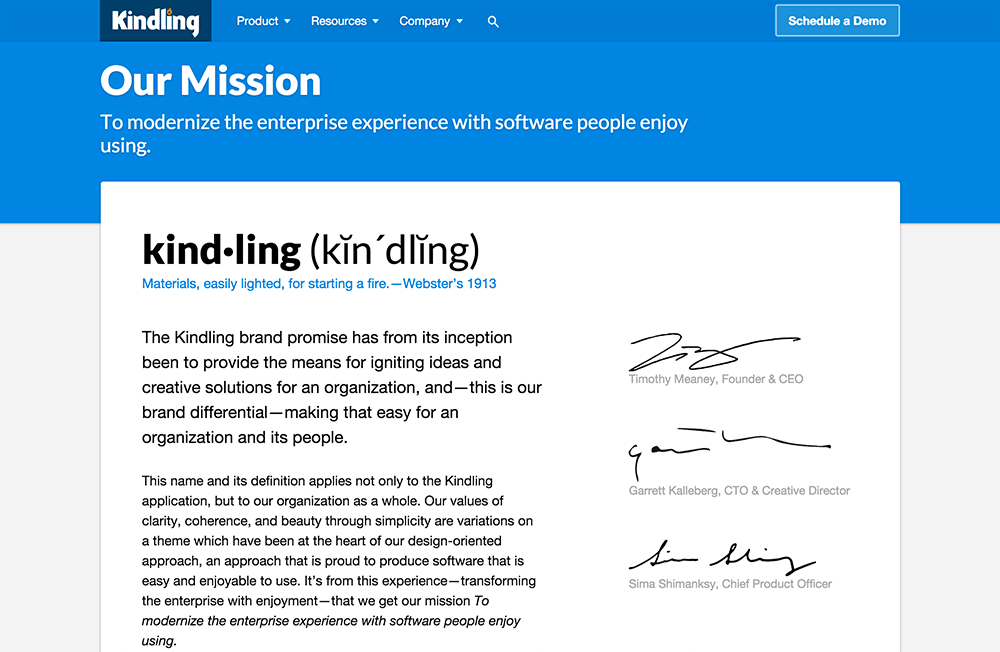 Kindling
Product
Resources
Company
Schedule a Demo
Our Mission
To modernize the enterprise experience with software people enjoy
using.
kind•ling (kĭn´dlĭng)
Materials, easily lighted, for starting a fire.—Webster's 1913
The Kindling brand promise has from its inception
been to provide the means for igniting ideas and
creative solutions for an organization, and—this is our
brand differential—making that easy for an
organization and its people.
This name and its definition applies not only to the Kindling
application, but to our organization as a whole. Our values of
clarity, coherence, and beauty through simplicity are variations on
a theme which have been at the heart of our design-oriented
approach, an approach that is proud to produce software that is
easy and enjoyable to use. It's from this experience—transforming
the enterprise with enjoyment—that we get our mission To
modernize the enterprise experience with software people enjoy
using.
Timothy Meaney, Founder & CEO
Garrett Kalleberg, CTO & Creative Director
Sima Shimanksy, Chief Product Officer